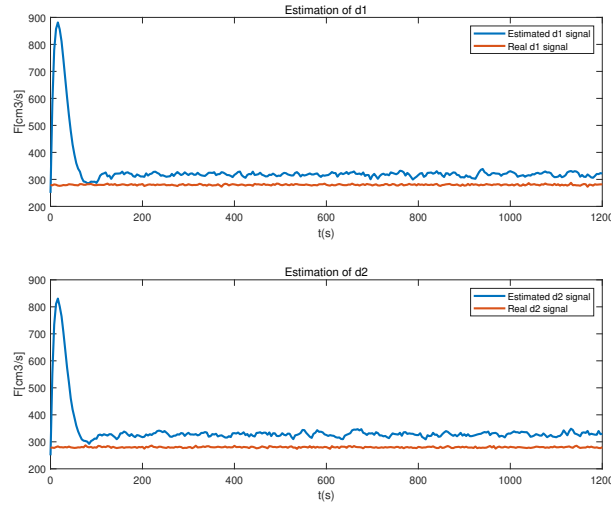 Estimation of d1
900
800
700
600
500
400
300
200
F[cm3/s]
Estimated d1 signal
Real d1 signal
0 200 400 600 800 1000 1200
t(s)
Estimation of d2
900
800
700
600
500
400
300
200
F[cm3/s]
Estimated d2 signal
Real d2 signal
0 200 400 600 800 1000 1200
t(s)